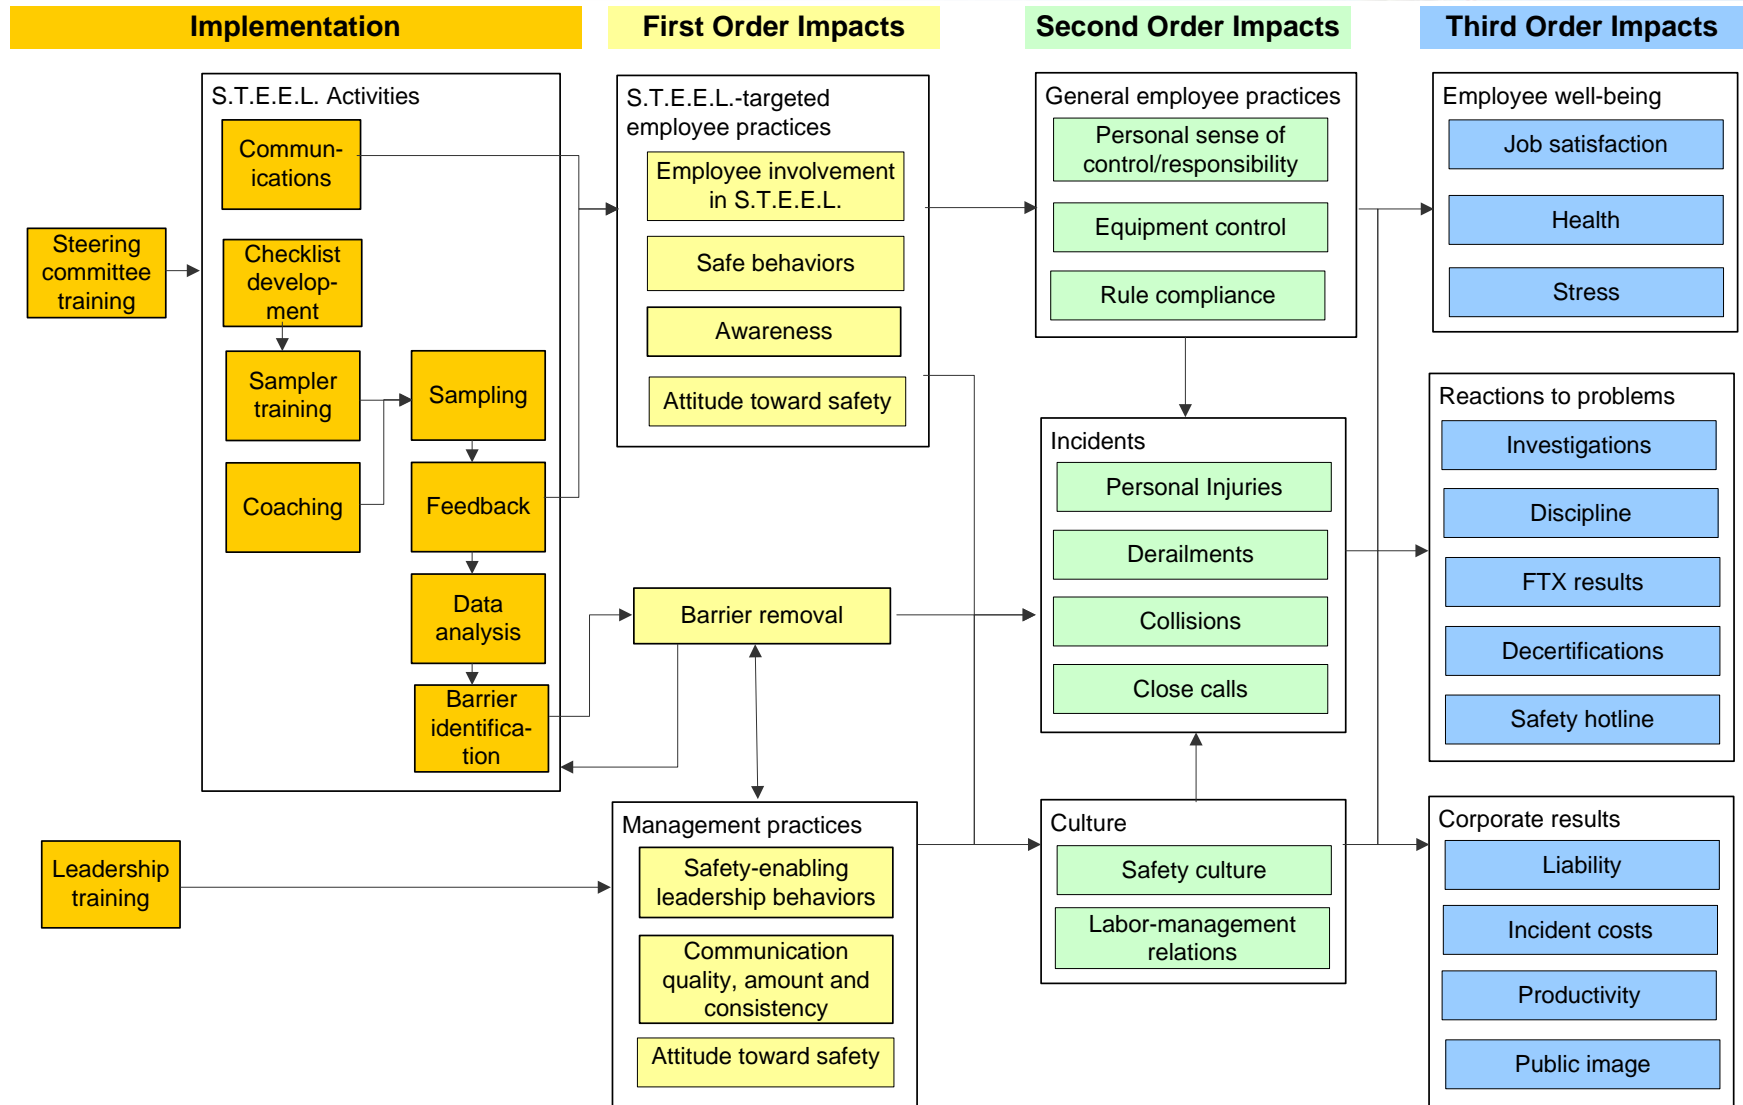 Implementation
First Order Impacts
Second Order Impacts
Third Order Impacts
Steering
committee
training
Leadership
training
S.T.E.E.L. Activities
Commun-
ications
Checklist
develop-
ment
Sampler
training
Coaching
Sampling
Feedback
Data
analysis
Barrier
identifica-
tion
S.T.E.E.L.-targeted
employee practices
Employee involvement
in S.T.E.E.L.
Safe behaviors
Awareness
Attitude toward safety
Barrier removal
Management practices
Safety-enabling
leadership behaviors
Communication
quality, amount and
consistency
Attitude toward safety
General employee practices
Personal sense of
control/responsibility
Equipment control
Rule compliance
Incidents
Personal Injuries
Derailments
Collisions
Close calls
Culture
Safety culture
Labor-management
relations
Employee well-being
Job satisfaction
Health
Stress
Reactions to problems
Investigations
Discipline
FTX results
Decertifications
Safety hotline
Corporate results
Liability
Incident costs
Productivity
Public image